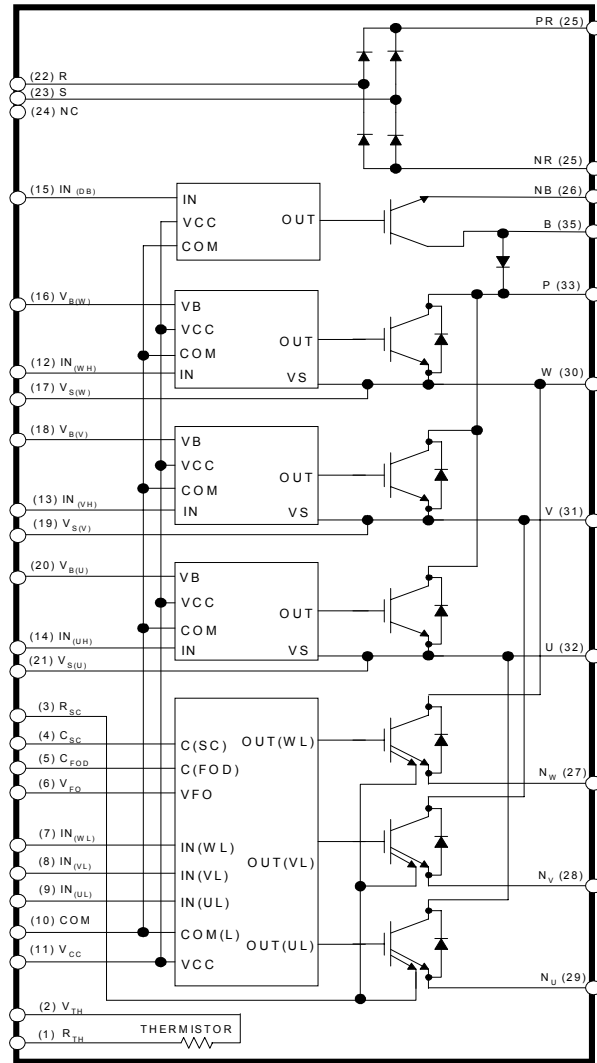 PR (25)
(22) R
(23) S
(24) NC
NR (25)
(15) IN (DB)
NB (26)
IN
VCC
OUT
COM
B (35)
(16) VB(W)
P (33)
VB
VCC
OUT
COM
(12) IN (WH)
IN
VS
W (30)
(17) VS(W)
(18) VB(V)
VB
VCC
OUT
COM
(13) IN (VH)
IN
VS
V (31)
(19) VS(V)
(20) VB(U)
VB
VCC
OUT
COM
(14) IN (UH)
IN
VS
U (32)
(21) VS(U)
(3) RSC
(4) CSC
C(SC)
OUT(WL)
(5) CFOD
C(FOD)
(6) VFO
VFO
NW (27)
(7) IN(WL)
IN(WL)
OUT(VL)
(8) IN(VL)
IN(VL)
NV (28)
(9) IN(UL)
IN(UL)
(10) COM
COM(L)
OUT(UL)
(11) VCC
VCC
NU (29)
(2) VTH
THERMISTOR
(1) RTH